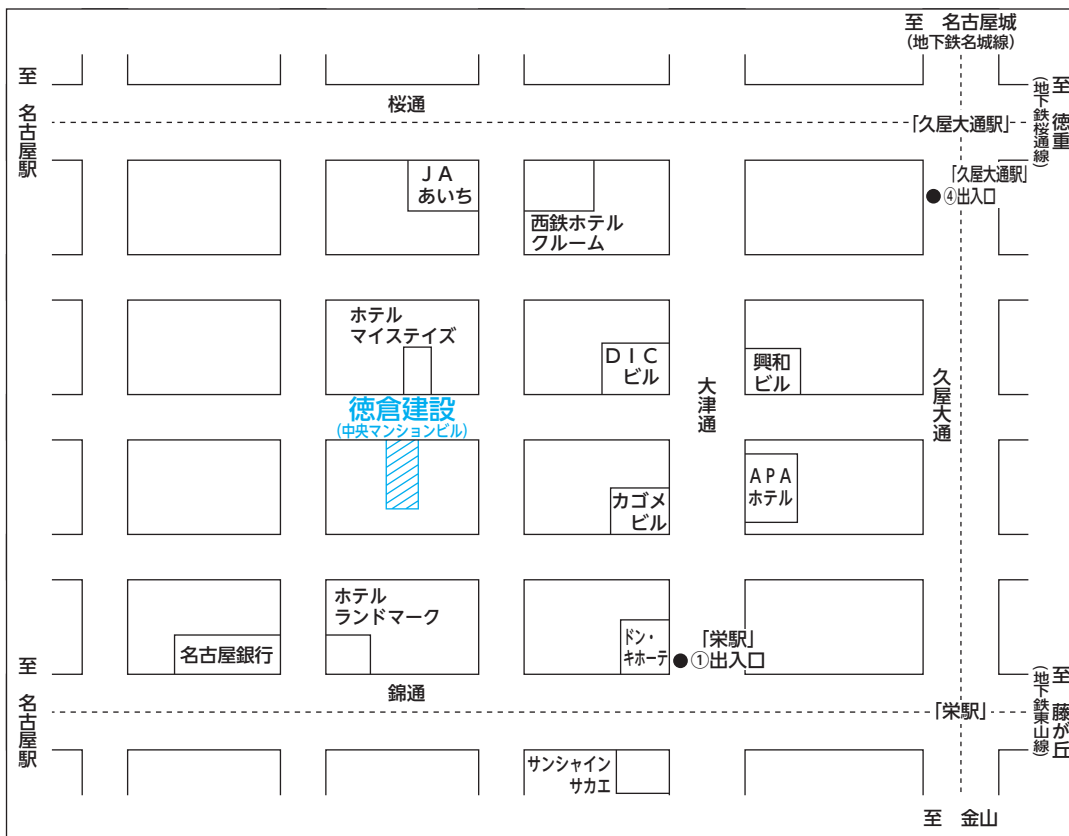 至 名古屋城
(地下鉄名城線)
至 名古屋駅
桜通
「久屋大通駅」
至 徳重
(地下鉄桜通線)
JA
あいち
西鉄ホテル
クルーム
「久屋大通駅」
●④出入口
ホテル
マイステイズ
DIC
ビル
興和
ビル
大津通
久屋大通
徳倉建設
(中央マンションビル)
カゴメ
ビル
APA
ホテル
ホテル
ランドマーク
名古屋銀行
ドン・
キホーテ
「栄駅」
●①出入口
至 名古屋駅
錦通
「栄駅」
至 藤が丘
(地下鉄東山線)
サンシャイン
サカエ
至 金山